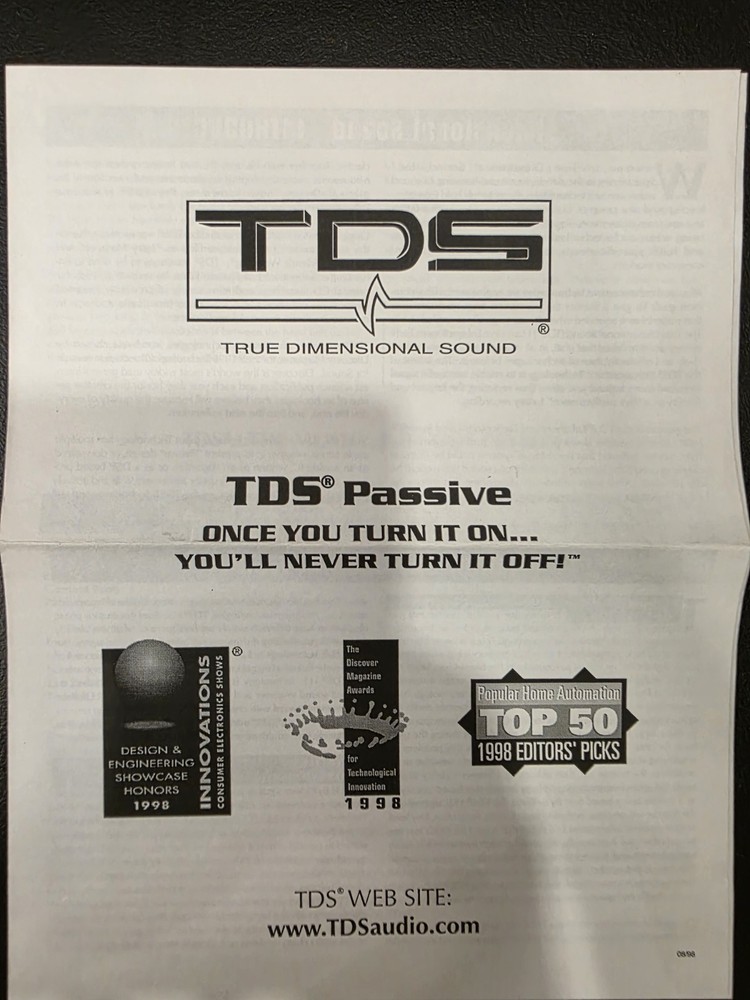 TDS
®
TRUE DIMENSIONAL SOUND
TDS® Passive
ONCE YOU TURN IT ON...
YOU'LL NEVER TURN IT OFF!™
®
DESIGN &
ENGINEERING
SHOWCASE
HONORS
1998
INNOVATIONS
CONSUMER ELECTRONICS SHOWS
The
Discover
Magazine
Awards
for
Technological
Innovation
1998
Popular Home Automation
TOP 50
1998 EDITORS' PICKS
TDS® WEB SITE:
www.TDSaudio.com
08/98